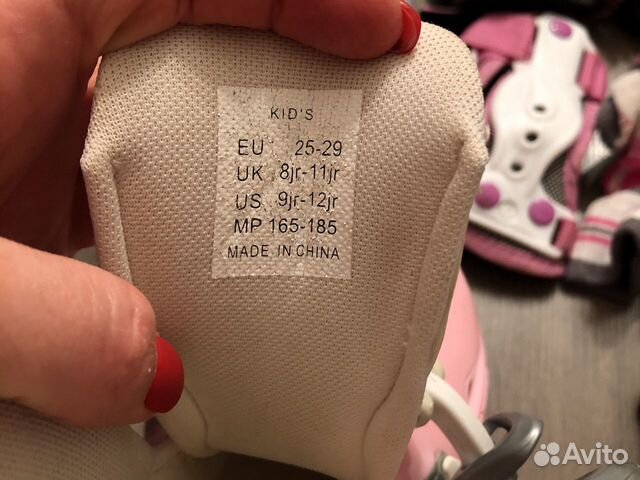 KID'S
EU 25-29
UK 8jr-11jr
US 9jr-12jr
MP 165-185
MADE IN CHINA
Avito